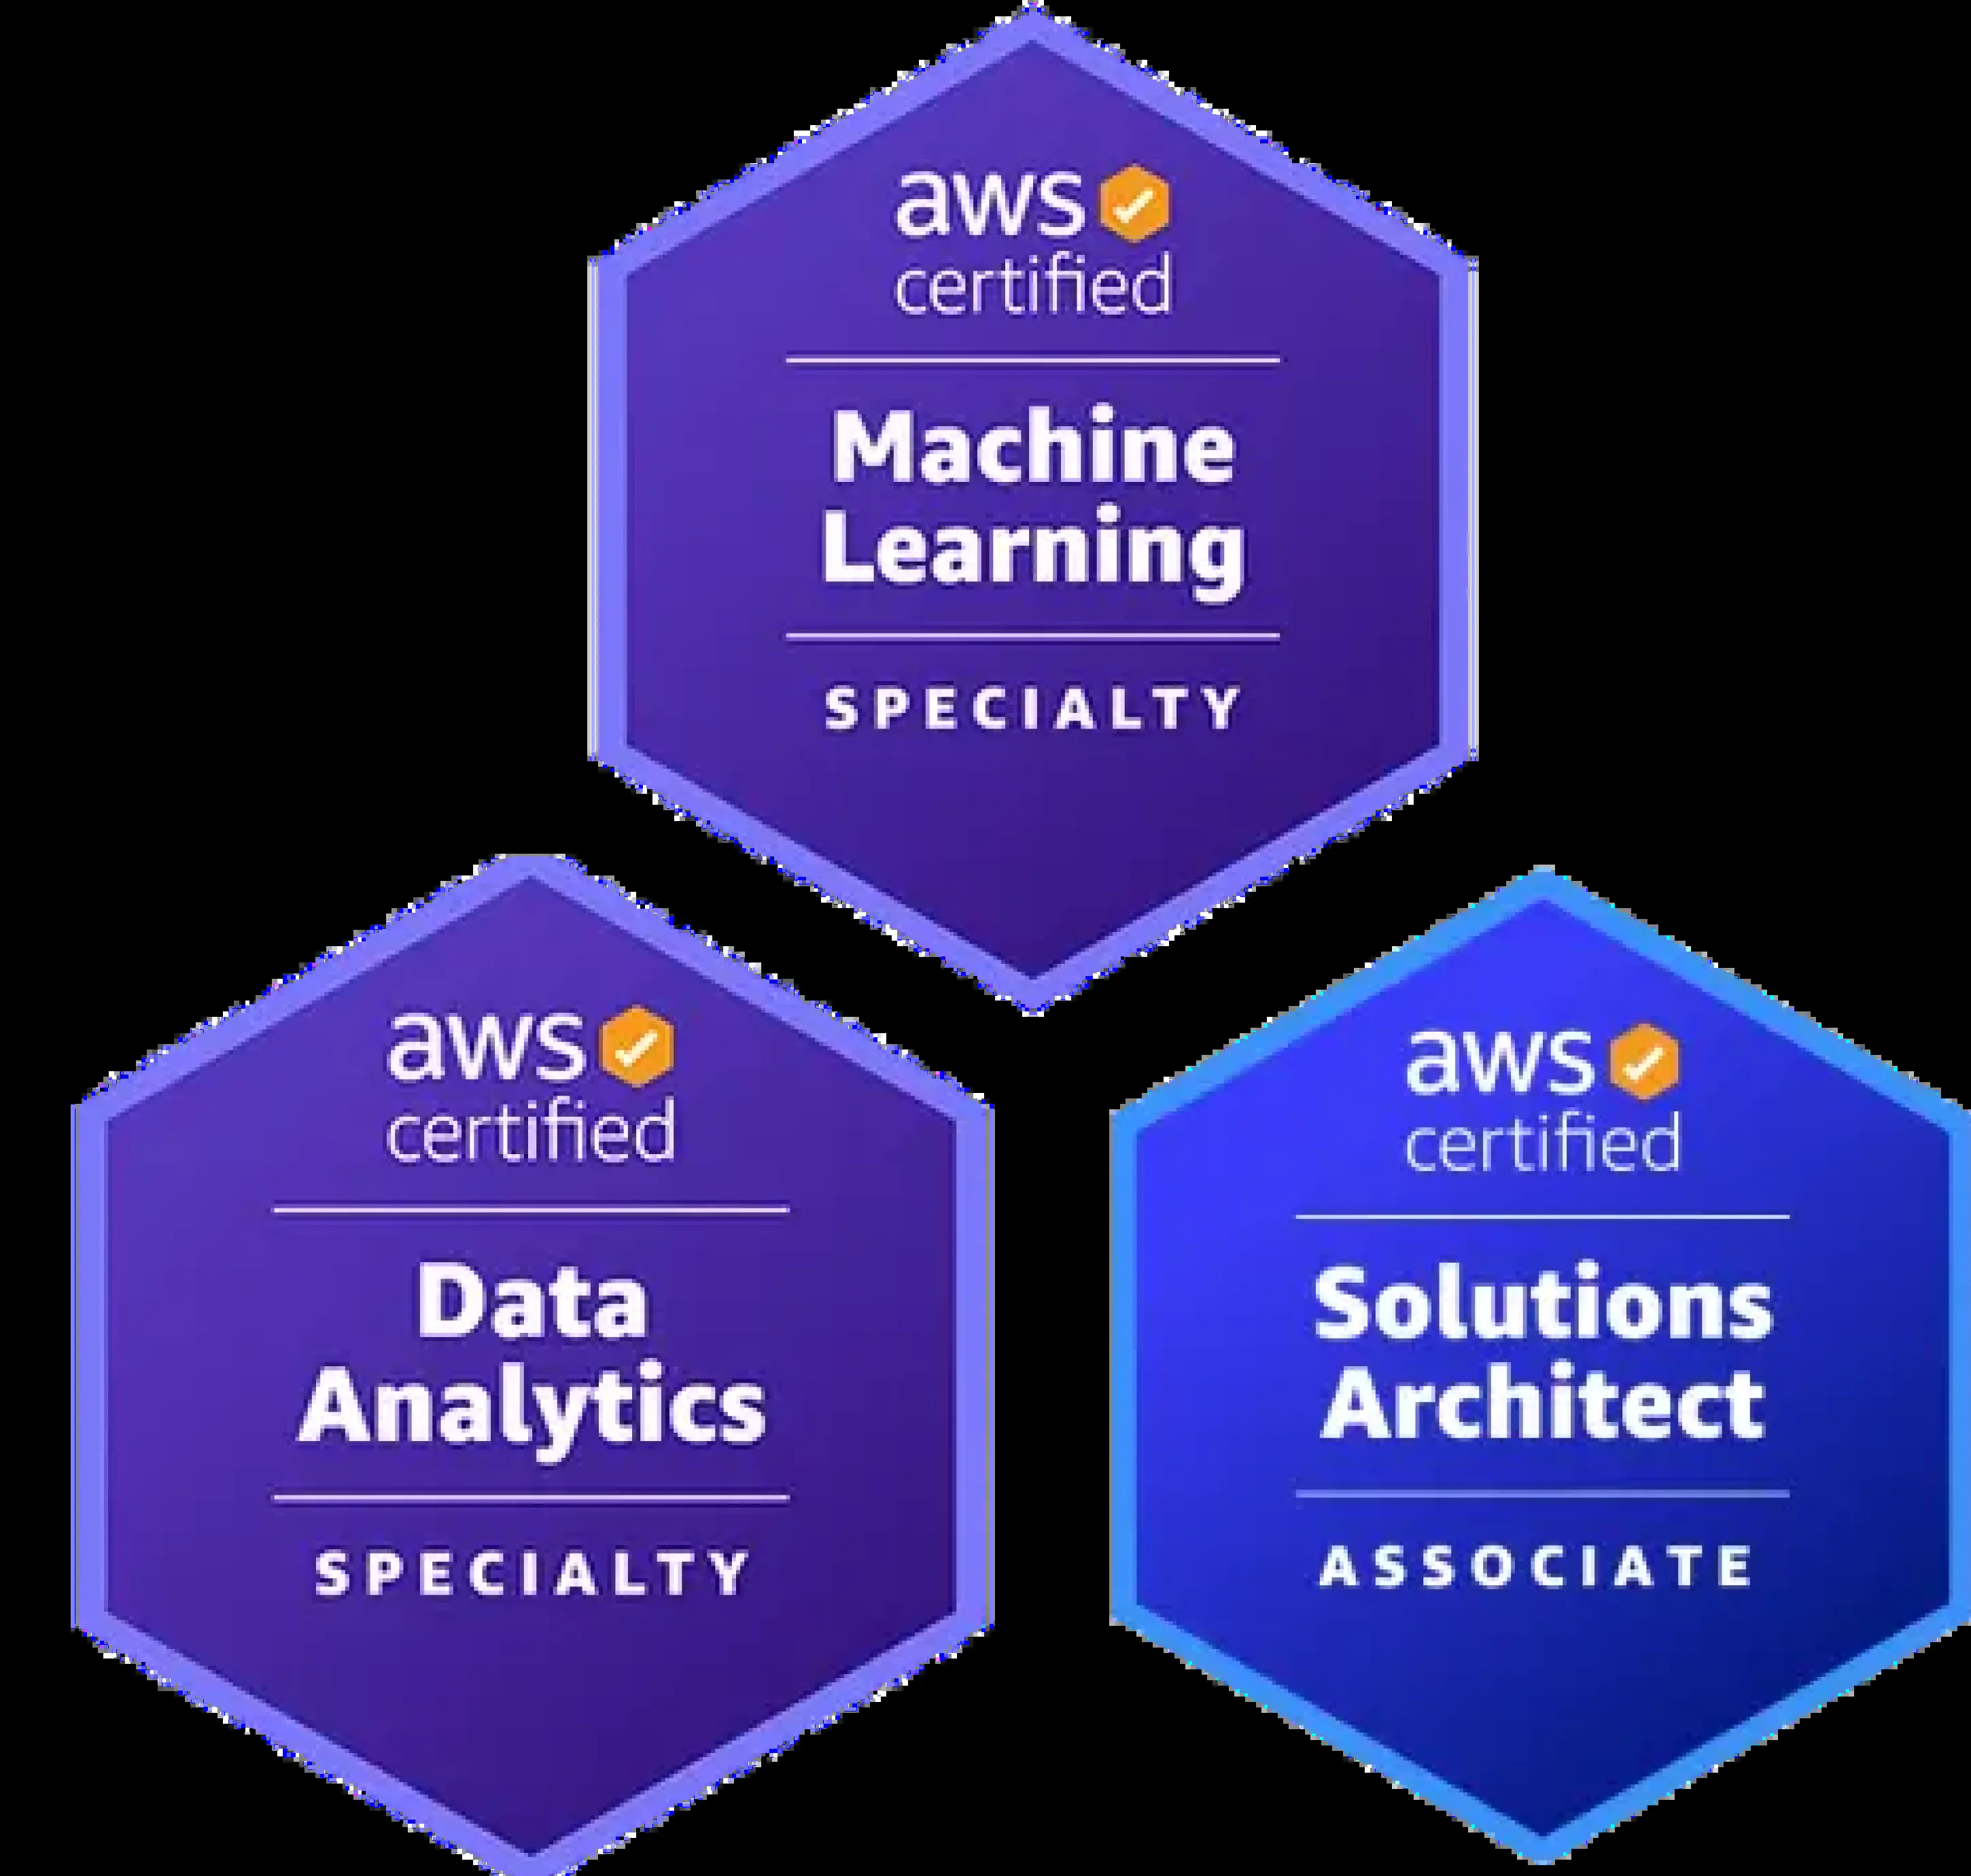 aws
certified
Machine
Learning
SPECIALTY
aws
certified
Data
Analytics
SPECIALTY
aws
certified
Solutions
Architect
ASSOCIATE